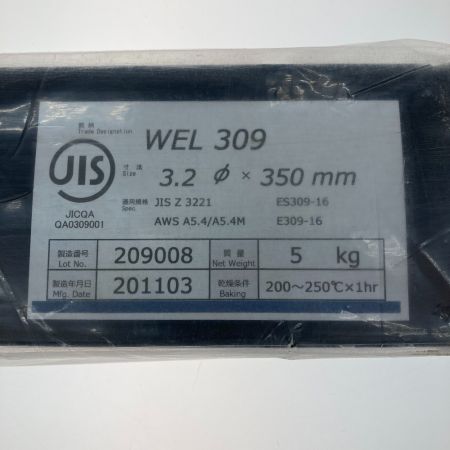 銘柄
Trade Designation
WEL 309
JIS
寸法
Size
3.2 φ × 350 mm
適用規格
Spec.
JIS Z 3221 ES309-16
AWS A5.4/A5.4M E309-16
JICQA
QA0309001
製造番号 209008 質量 5 kg
Lot No. Net Weight
製造年月日 201103 乾燥条件 200～250℃×1hr
Mfg. Date Baking